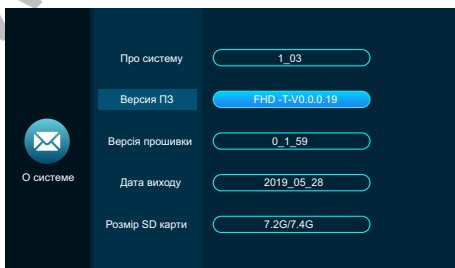 Про систему 1_03
Версия ПЗ FHD -T-V0.0.0.19
Версія прошивки 0_1_59
О системе
Дата виходу 2019_05_28
Розмір SD карти 7.2G/7.4G